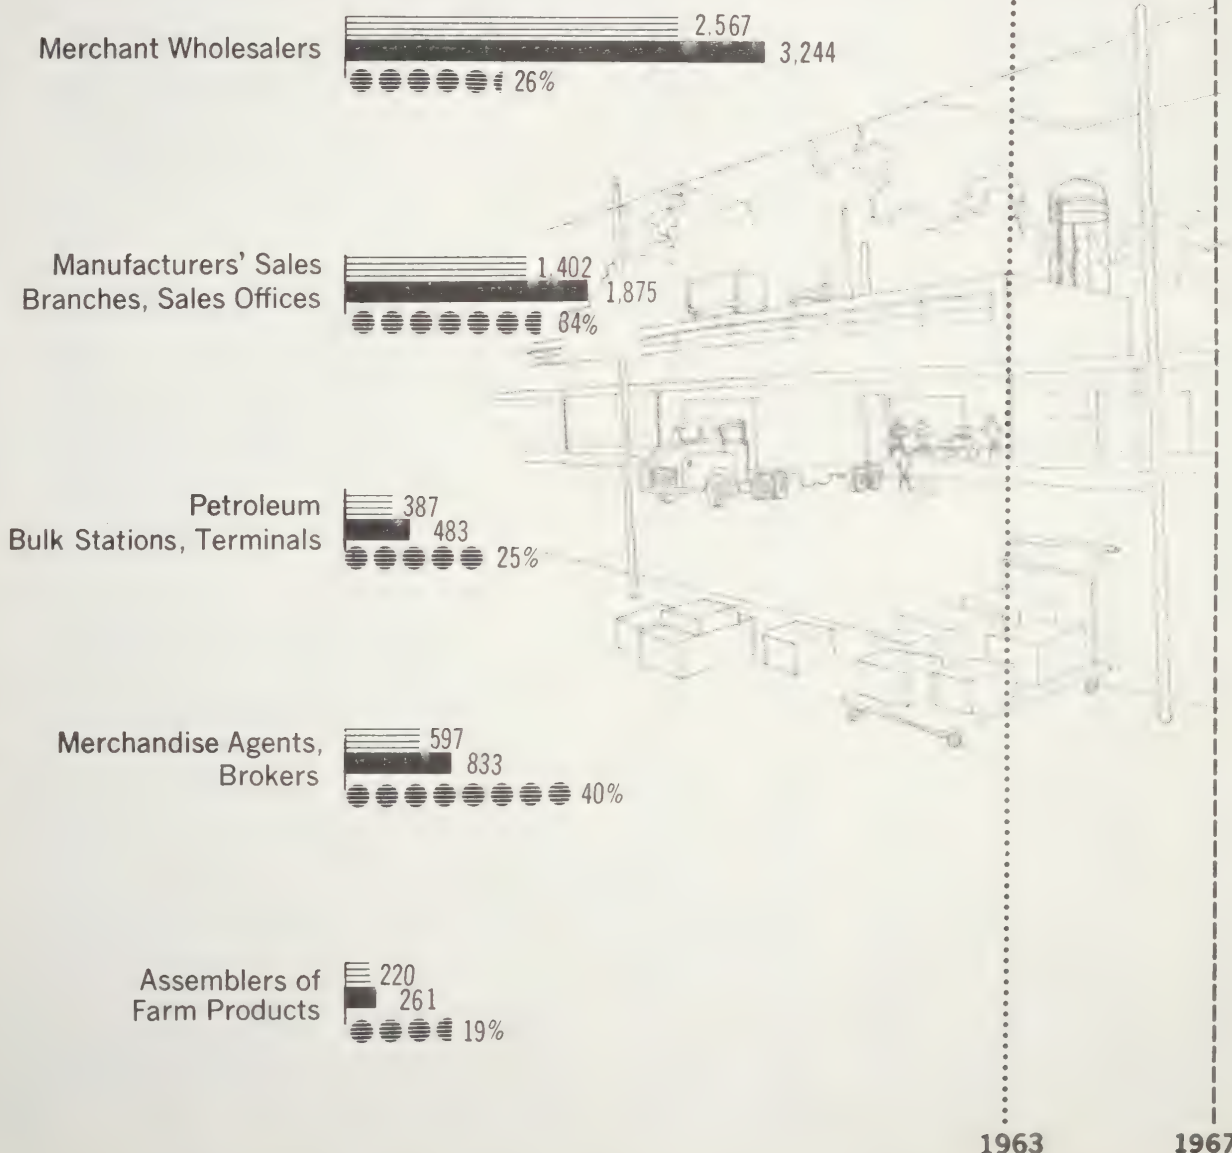 Merchant Wholesalers
2,567
3,244
26%
Manufacturers' Sales
Branches, Sales Offices
1,402
1,875
34%
Petroleum
Bulk Stations, Terminals
387
483
25%
Merchandise Agents,
Brokers
597
833
40%
Assemblers of
Farm Products
220
261
19%
1963 1967